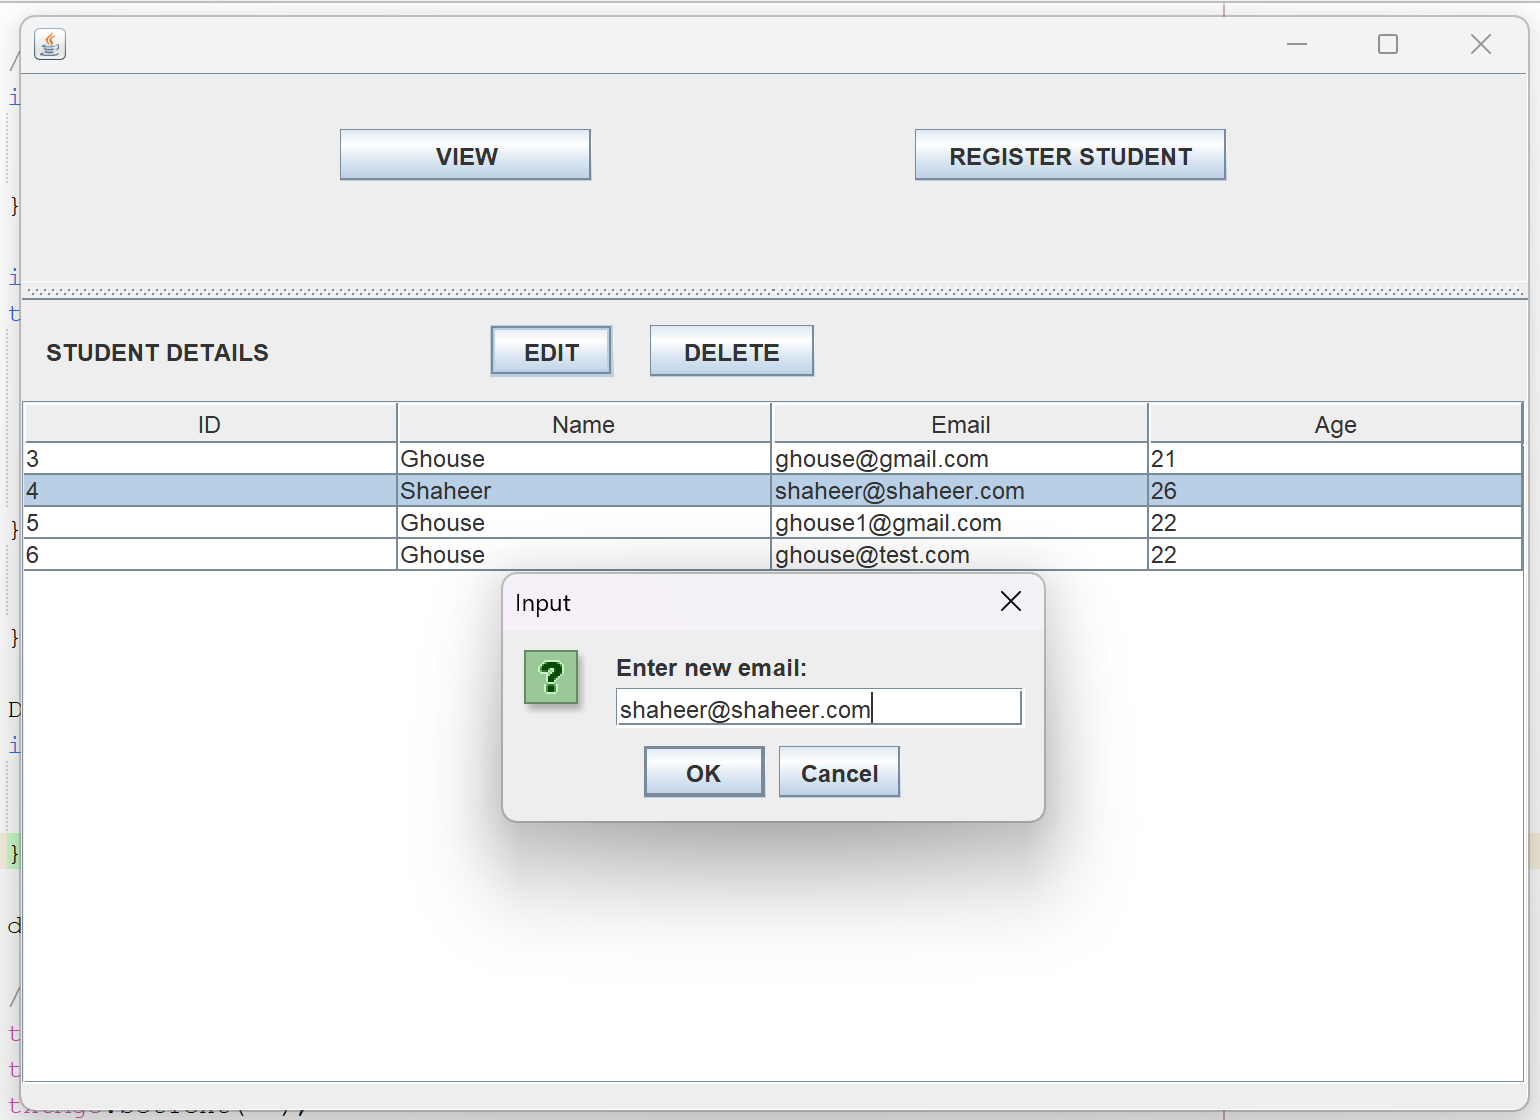 VIEW REGISTER STUDENT
STUDENT DETAILS EDIT DELETE
ID Name Email Age
3 Ghouse ghouse@gmail.com 21
4 Shaheer shaheer@shaheer.com 26
5 Ghouse ghouse1@gmail.com 22
6 Ghouse ghouse@test.com 22
Input
?
Enter new email:
shaheer@shaheer.com
OK Cancel